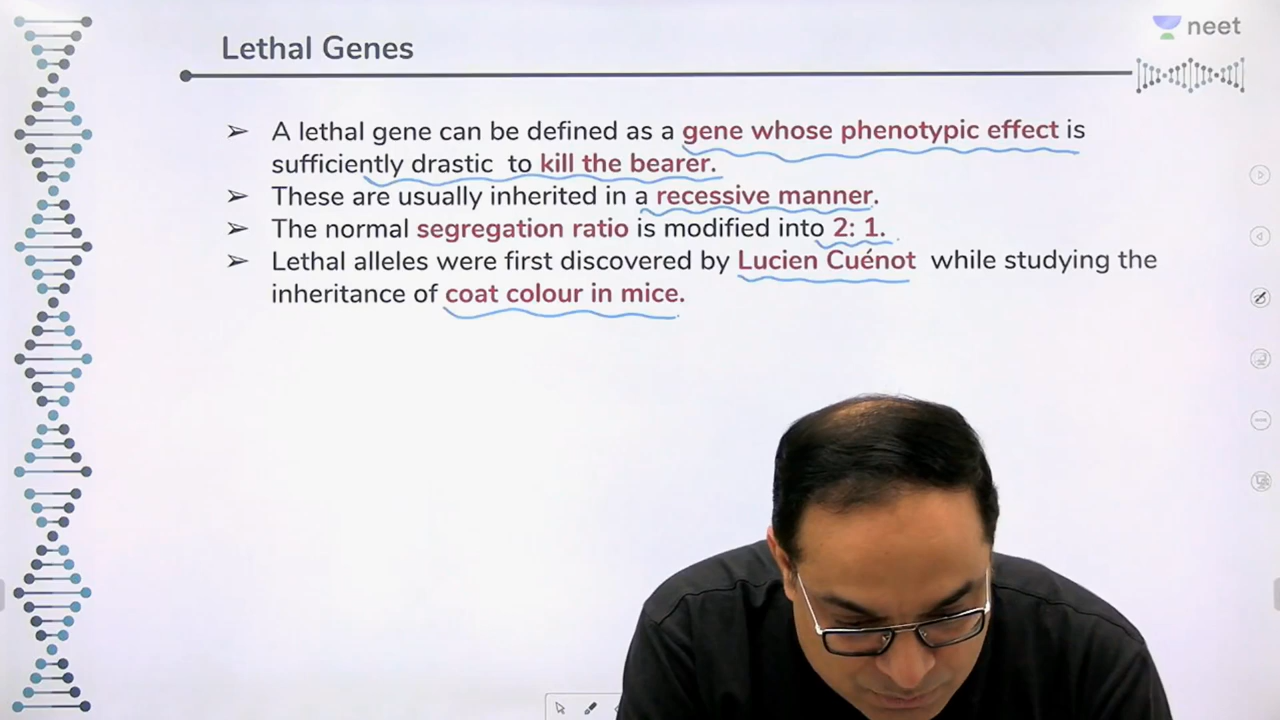 Lethal Genes
neet
➢ A lethal gene can be defined as a gene whose phenotypic effect is
sufficiently drastic to kill the bearer.
➢ These are usually inherited in a recessive manner.
➢ The normal segregation ratio is modified into 2: 1.
➢ Lethal alleles were first discovered by Lucien Cuénot while studying the
inheritance of coat colour in mice.